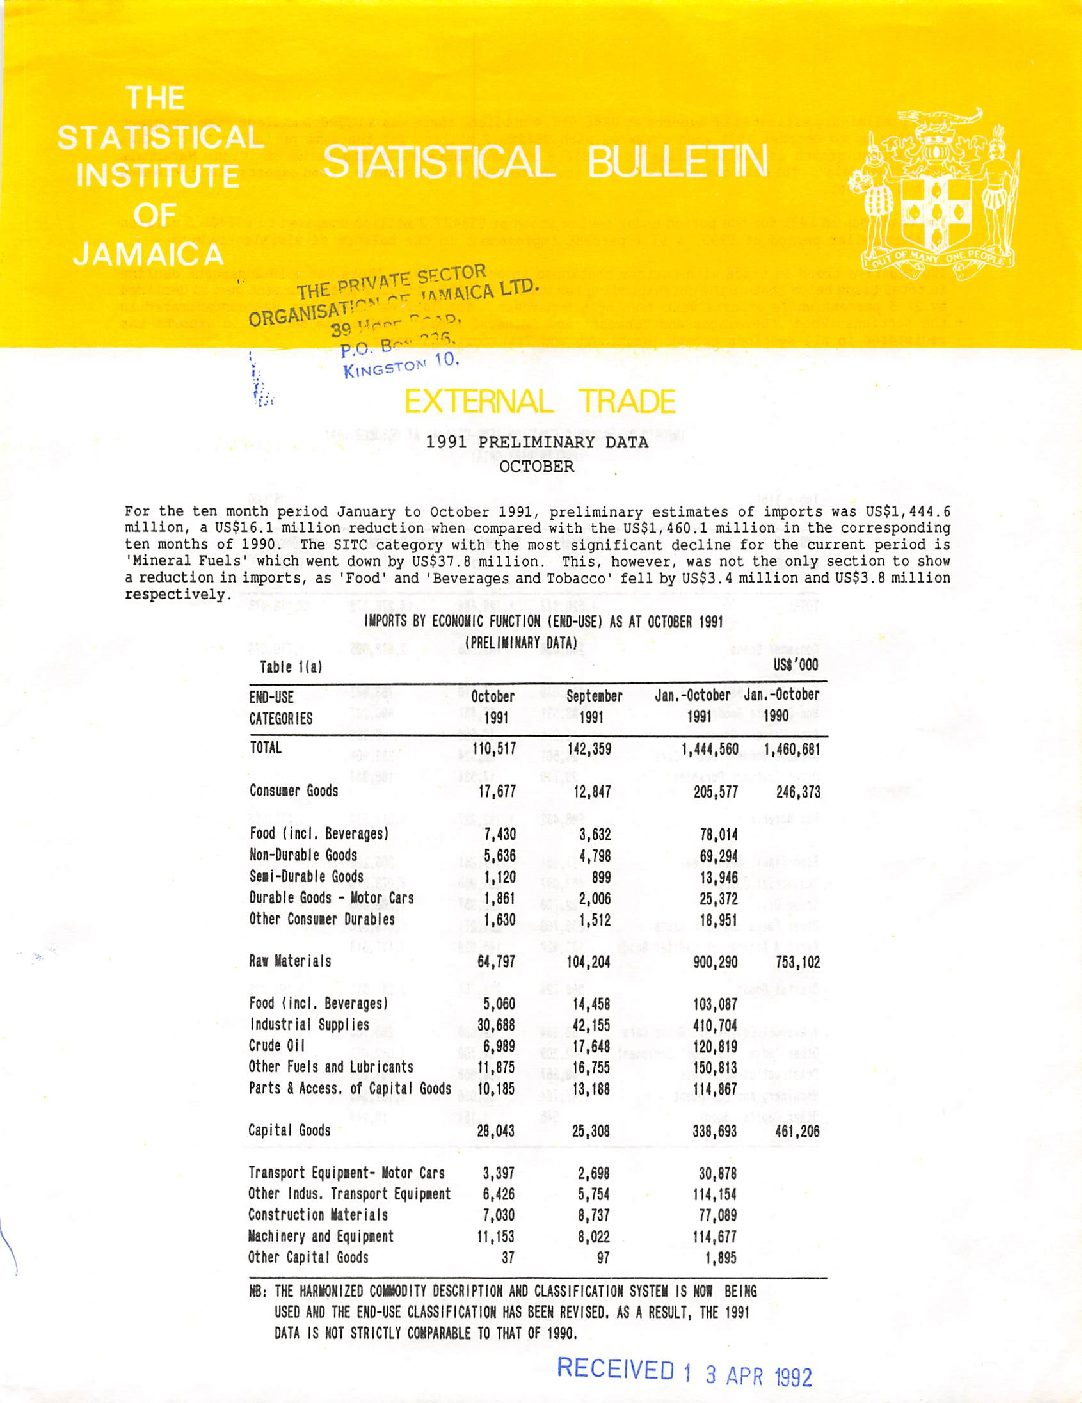 THE
STATISTICAL
INSTITUTE
OF
JAMAICA
STATISTICAL BULLETIN
OUT OF MANY ONE PEOPLE
THE PRIVATE SECTOR
ORGANISATION OF JAMAICA LTD.
39
P.O.
KINGSTON 10.
EXTERNAL TRADE
1991 PRELIMINARY DATA
OCTOBER
For the ten month period January to October 1991, preliminary estimates of imports was US$1,444.6
million, a US$16.1 million reduction when compared with the US$1,460.1 million in the corresponding
ten months of 1990. The SITC category with the most significant decline for the current period is
'Mineral Fuels' which went down by US$37.8 million. This, however, was not the only section to show
a reduction in imports, as 'Food' and 'Beverages and Tobacco' fell by US$3.4 million and US$3.8 million
respectively.
IMPORTS BY ECONOMIC FUNCTION (END-USE) AS AT OCTOBER 1991
(PRELIMINARY DATA)
Table 1(a) US$'000
END-USE October September Jan.-October Jan.-October
CATEGORIES 1991 1991 1991 1990
TOTAL 110,517 142,359 1,444,560 1,460,681
Consumer Goods 17,677 12,847 205,577 246,373
Food (incl. Beverages) 7,430 3,632 78,014
Non-Durable Goods 5,636 4,798 69,294
Semi-Durable Goods 1,120 899 13,946
Durable Goods - Motor Cars 1,861 2,006 25,372
Other Consumer Durables 1,630 1,512 18,951
Raw Materials 64,797 104,204 900,290 753,102
Food (incl. Beverages) 5,060 14,458 103,087
Industrial Supplies 30,688 42,155 410,704
Crude Oil 6,989 17,648 120,819
Other Fuels and Lubricants 11,875 16,755 150,813
Parts & Access. of Capital Goods 10,185 13,188 114,867
Capital Goods 28,043 25,308 338,693 461,206
Transport Equipment- Motor Cars 3,397 2,698 30,878
Other Indus. Transport Equipment 6,426 5,754 114,154
Construction Materials 7,030 8,737 77,089
Machinery and Equipment 11,153 8,022 114,677
Other Capital Goods 37 97 1,895
NB: THE HARMONIZED COMMODITY DESCRIPTION AND CLASSIFICATION SYSTEM IS NOW BEING
USED AND THE END-USE CLASSIFICATION HAS BEEN REVISED. AS A RESULT, THE 1991
DATA IS NOT STRICTLY COMPARABLE TO THAT OF 1990.
RECEIVED 13 APR 1992